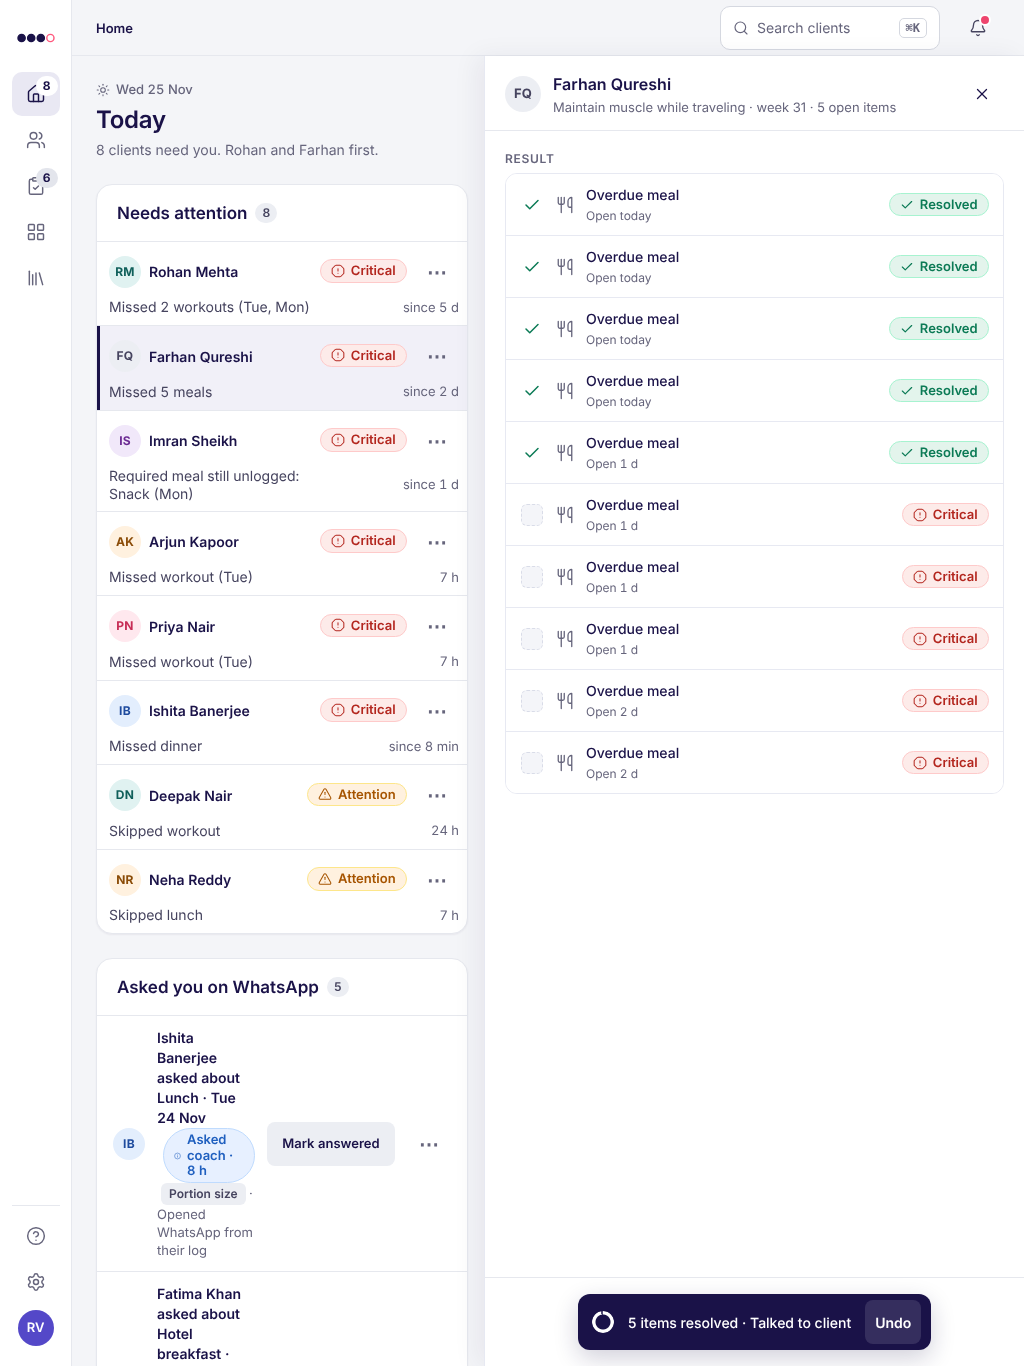 Home
Search clients
⌘K
8
6
Wed 25 Nov
Today
8 clients need you. Rohan and Farhan first.
Needs attention 8
RM Rohan Mehta Critical
Missed 2 workouts (Tue, Mon) since 5 d
FQ Farhan Qureshi Critical
Missed 5 meals since 2 d
IS Imran Sheikh Critical
Required meal still unlogged:
Snack (Mon) since 1 d
AK Arjun Kapoor Critical
Missed workout (Tue) 7 h
PN Priya Nair Critical
Missed workout (Tue) 7 h
IB Ishita Banerjee Critical
Missed dinner since 8 min
DN Deepak Nair Attention
Skipped workout 24 h
NR Neha Reddy Attention
Skipped lunch 7 h
Asked you on WhatsApp 5
IB
Ishita
Banerjee
asked about
Lunch · Tue
24 Nov
Asked
coach ·
8 h
Portion size ·
Opened
WhatsApp from
their log
Mark answered
Fatima Khan
asked about
Hotel
breakfast ·
RV
FQ
Farhan Qureshi
Maintain muscle while traveling · week 31 · 5 open items
RESULT
Overdue meal Resolved
Open today
Overdue meal Resolved
Open today
Overdue meal Resolved
Open today
Overdue meal Resolved
Open today
Overdue meal Resolved
Open 1 d
Overdue meal Critical
Open 1 d
Overdue meal Critical
Open 1 d
Overdue meal Critical
Open 1 d
Overdue meal Critical
Open 2 d
Overdue meal Critical
Open 2 d
5 items resolved · Talked to client Undo